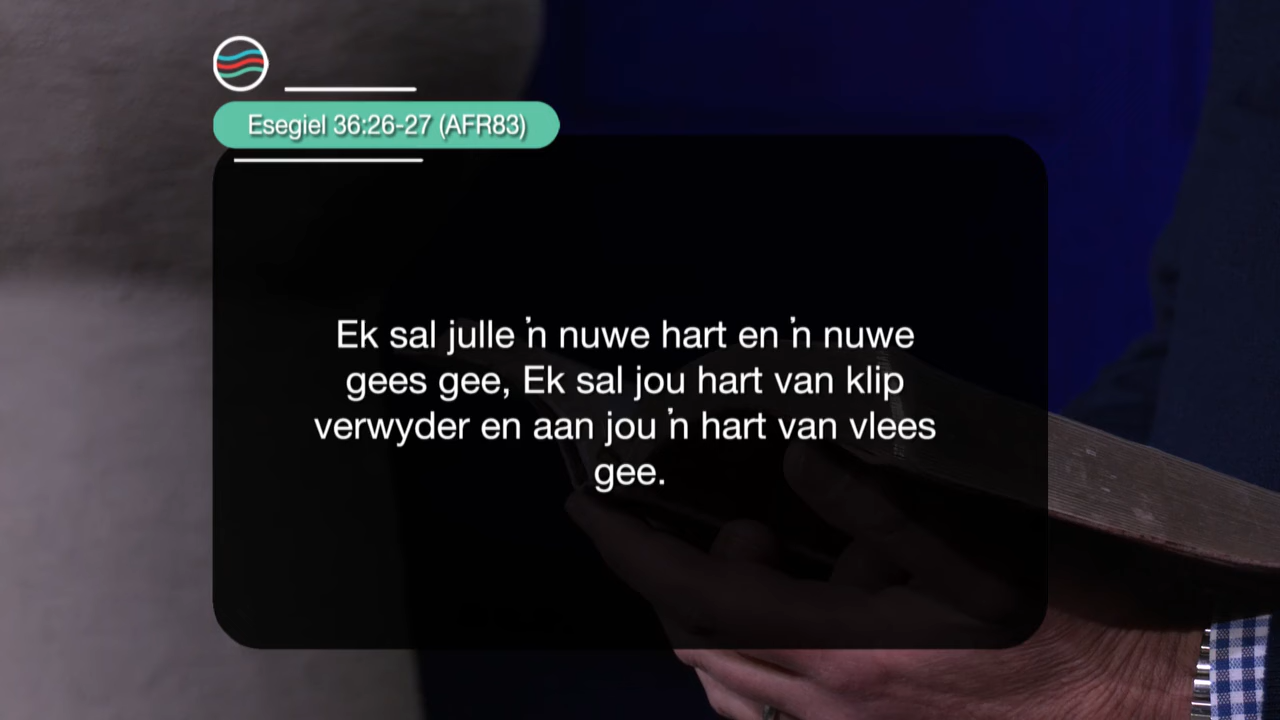 Esegiel 36:26-27 (AFR83)
Ek sal julle ŉ nuwe hart en ŉ nuwe
gees gee, Ek sal jou hart van klip
verwyder en aan jou ŉ hart van vlees
gee.